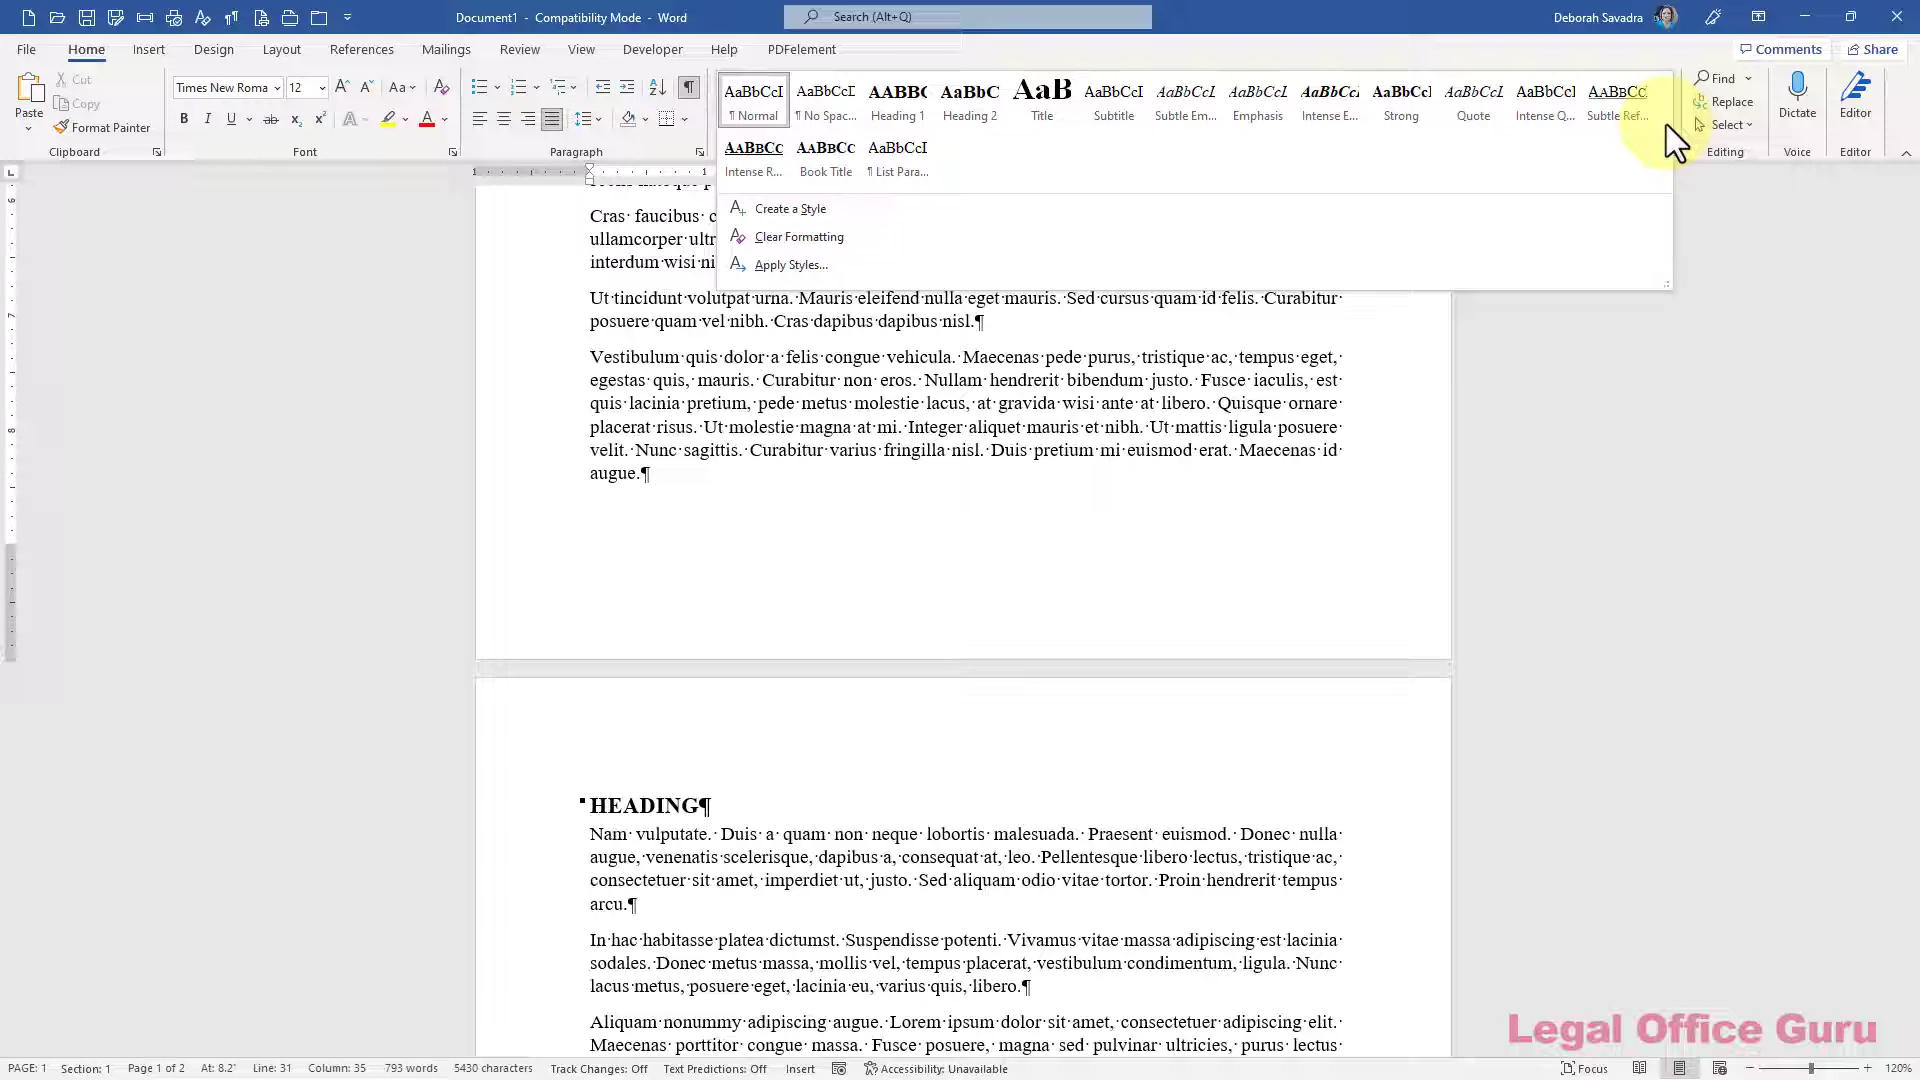 Document1 - Compatibility Mode - Word
Search (Alt+Q)
Deborah Savadra
File Home Insert Design Layout References Mailings Review View Developer Help PDFelement
Comments Share
Paste
Cut
Copy
Format Painter
Clipboard
Times New Roma 12
Font
Paragraph
AaBbCcI AaBbCcI AABB( AaBbC AaB AaBbCcI AaBbCcL AaBbCcL AaBbCcI AaBbCcI AaBbCcL AaBbCcI AABBCC
¶ Normal ¶ No Spac... Heading 1 Heading 2 Title Subtitle Subtle Em... Emphasis Intense E... Strong Quote Intense Q... Subtle Ref...
AABBCC AABBCC AaBbCcI
Intense R... Book Title ¶ List Para...
Create a Style
Clear Formatting
Apply Styles...
Find
Replace
Select
Editing
Dictate
Voice
Editor
Editor
Cras· faucibus· c
ullamcorper·ultr
interdum·wisi·ni
Ut·tincidunt·volutpat·urna.·Mauris·eleifend·nulla·eget·mauris.·Sed·cursus·quam·id·felis.·Curabitur·
posuere·quam·vel·nibh.·Cras·dapibus·dapibus·nisl.¶
Vestibulum·quis·dolor·a·felis·congue·vehicula.·Maecenas·pede·purus,·tristique·ac,·tempus·eget,·
egestas·quis,·mauris.·Curabitur·non·eros.·Nullam·hendrerit·bibendum·justo.·Fusce·iaculis,·est·
quis·lacinia·pretium,·pede·metus·molestie·lacus,·at·gravida·wisi·ante·at·libero.·Quisque·ornare·
placerat·risus.·Ut·molestie·magna·at·mi.·Integer·aliquet·mauris·et·nibh.·Ut·mattis·ligula·posuere·
velit.·Nunc·sagittis.·Curabitur·varius·fringilla·nisl.·Duis·pretium·mi·euismod·erat.·Maecenas·id·
augue.¶
HEADING¶
Nam·vulputate.·Duis·a·quam·non·neque·lobortis·malesuada.·Praesent·euismod.·Donec·nulla·
augue,·venenatis·scelerisque,·dapibus·a,·consequat·at,·leo.·Pellentesque·libero·lectus,·tristique·ac,·
consectetuer·sit·amet,·imperdiet·ut,·justo.·Sed·aliquam·odio·vitae·tortor.·Proin·hendrerit·tempus·
arcu.¶
In·hac·habitasse·platea·dictumst.·Suspendisse·potenti.·Vivamus·vitae·massa·adipiscing·est·lacinia·
sodales.·Donec·metus·massa,·mollis·vel,·tempus·placerat,·vestibulum·condimentum,·ligula.·Nunc·
lacus·metus,·posuere·eget,·lacinia·eu,·varius·quis,·libero.¶
Aliquam·nonummy·adipiscing·augue.·Lorem·ipsum·dolor·sit·amet,·consectetuer·adipiscing·elit.·
Maecenas·porttitor·congue·massa.·Fusce·posuere,·magna·sed·pulvinar·ultricies,·purus·lectus·
Legal Office Guru
PAGE: 1 Section: 1 Page 1 of 2 At: 8.2" Line: 31 Column: 35 793 words 5430 characters Track Changes: Off Text Predictions: Off Insert Accessibility: Unavailable Focus 120%